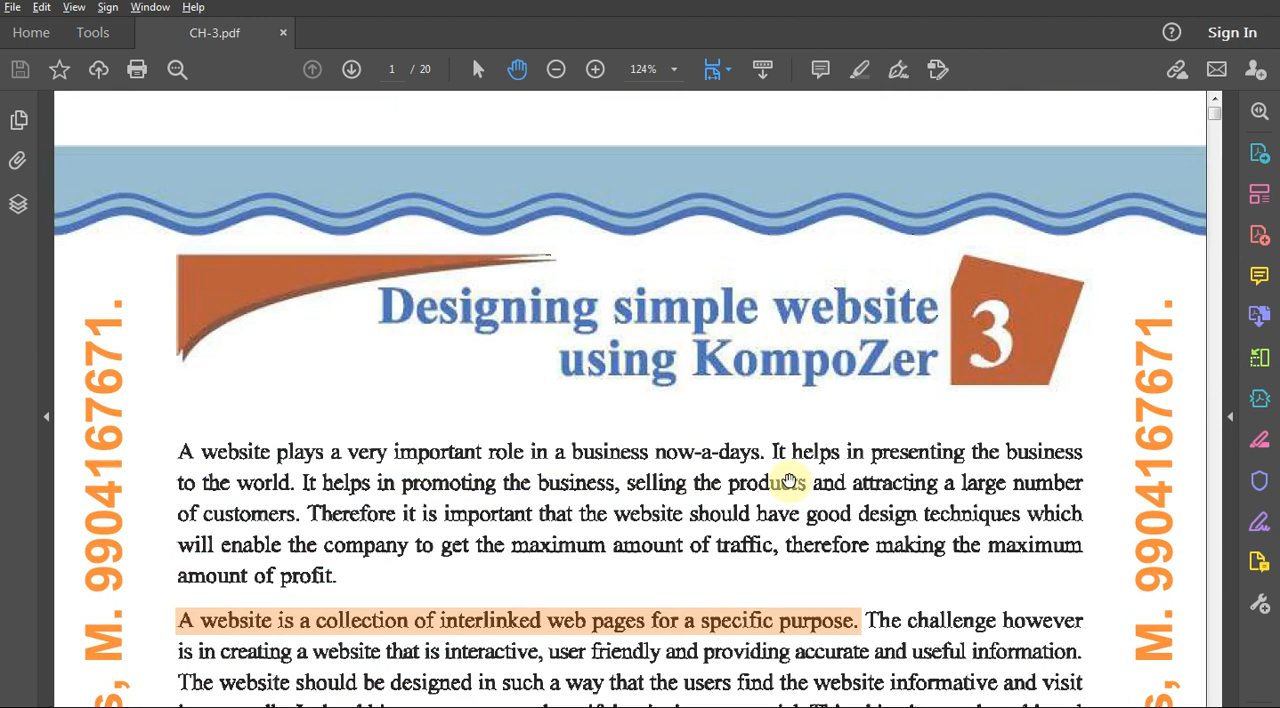 File Edit View Sign Window Help
Home Tools CH-3.pdf × Sign In
1 / 20 124%
Designing simple website
using KompoZer
3
A website plays a very important role in a business now-a-days. It helps in presenting the business
to the world. It helps in promoting the business, selling the products and attracting a large number
of customers. Therefore it is important that the website should have good design techniques which
will enable the company to get the maximum amount of traffic, therefore making the maximum
amount of profit.
A website is a collection of interlinked web pages for a specific purpose. The challenge however
is in creating a website that is interactive, user friendly and providing accurate and useful information.
The website should be designed in such a way that the users find the website informative and visit
s, M. 9904167671.
s, M. 9904167671.